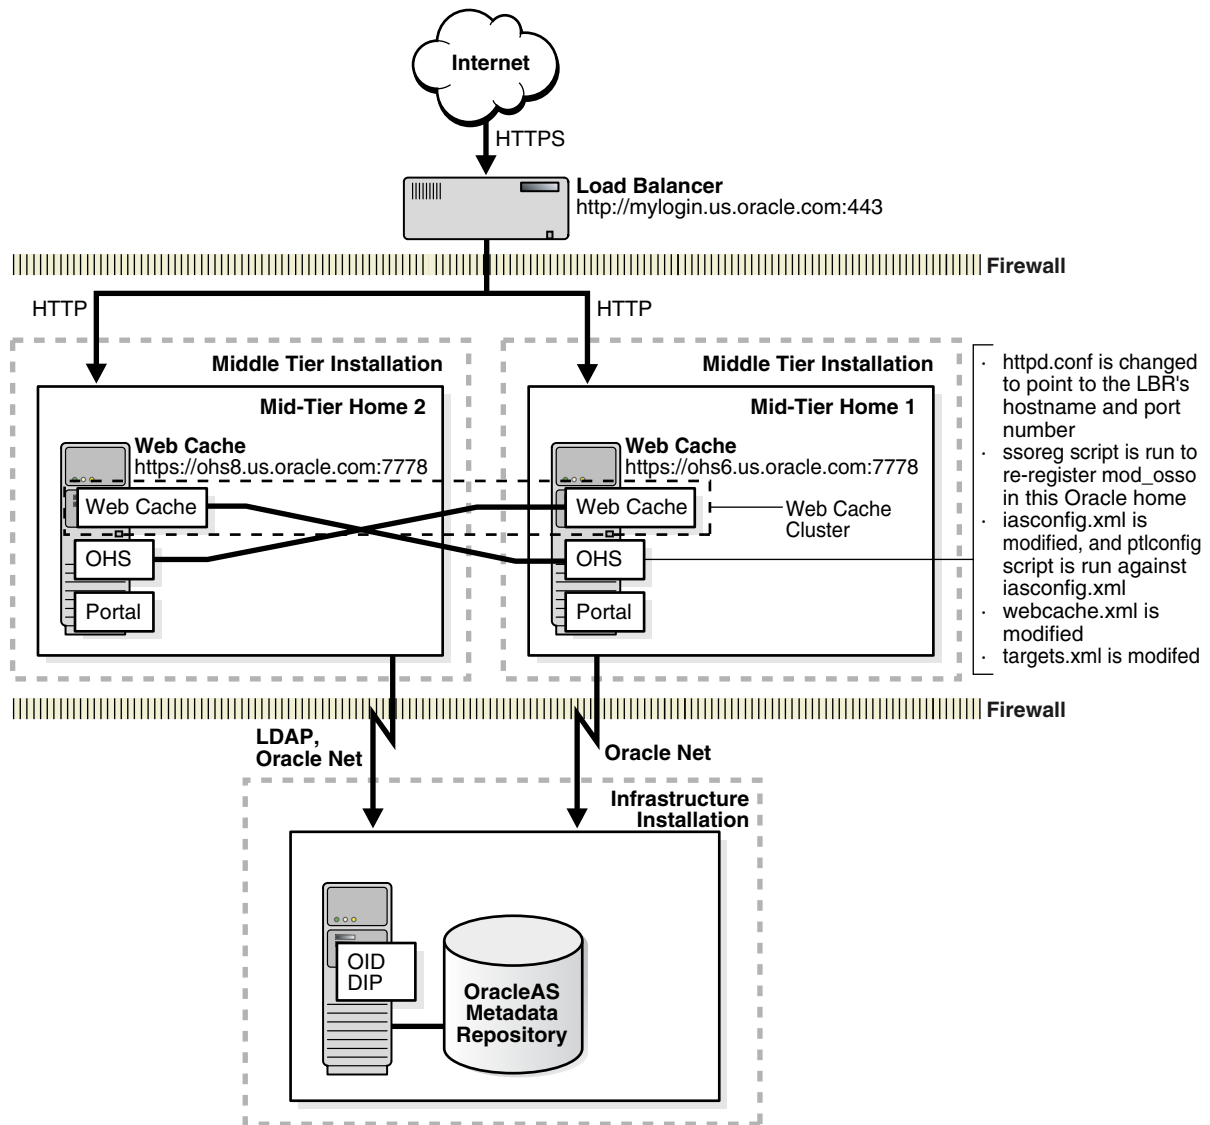 Internet
HTTPS
Load Balancer
http://mylogin.us.oracle.com:443
Firewall
HTTP
HTTP
Middle Tier Installation
Mid-Tier Home 2
Web Cache
https://ohs8.us.oracle.com:7778
Web Cache
OHS
Portal
Middle Tier Installation
Mid-Tier Home 1
Web Cache
https://ohs6.us.oracle.com:7778
Web Cache
OHS
Portal
Web Cache
Cluster
· httpd.conf is changed
to point to the LBR's
hostname and port
number
· ssoreg script is run to
re-register mod_osso
in this Oracle home
· iasconfig.xml is
modified, and ptlconfig
script is run against
iasconfig.xml
· webcache.xml is
modified
· targets.xml is modifed
Firewall
LDAP,
Oracle Net
Oracle Net
Infrastructure
Installation
OID
DIP
OracleAS
Metadata
Repository